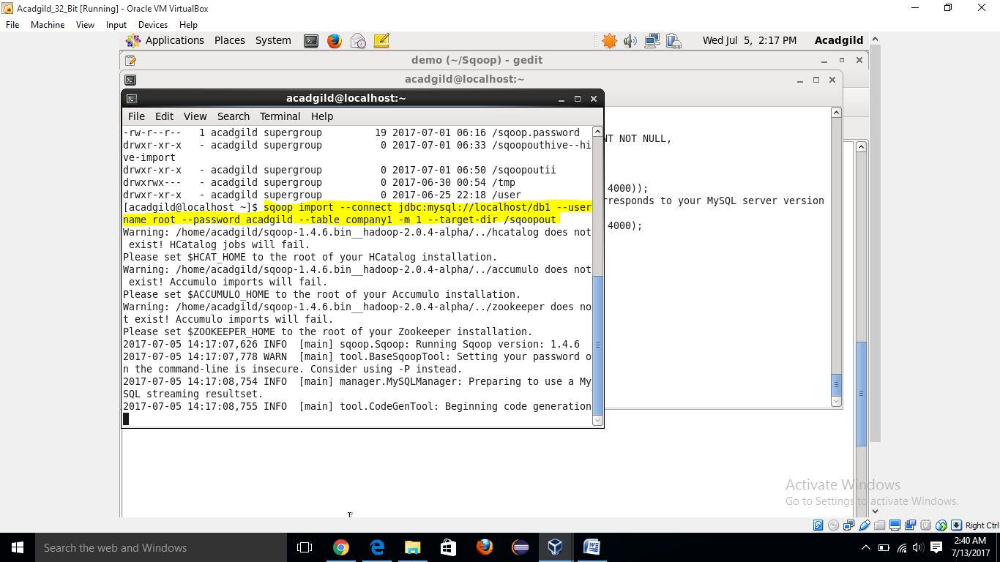 Acadgild_32_Bit [Running] - Oracle VM VirtualBox
File Machine View Input Devices Help
Applications Places System Wed Jul 5, 2:17 PM Acadgild
demo (~/Sqoop) - gedit
acadgild@localhost:~
acadgild@localhost:~
File Edit View Search Terminal Help
-rw-r--r--   1 acadgild supergroup         19 2017-07-01 06:16 /sqoop.password
drwxr-xr-x   - acadgild supergroup          0 2017-07-01 06:33 /sqoopouthive--hi
ve-import
drwxr-xr-x   - acadgild supergroup          0 2017-07-01 06:50 /sqoopoutii
drwxrwx---   - acadgild supergroup          0 2017-06-30 00:54 /tmp
drwxr-xr-x   - acadgild supergroup          0 2017-06-25 22:18 /user
[acadgild@localhost ~]$ sqoop import --connect jdbc:mysql://localhost/db1 --user
name root --password acadgild --table company1 -m 1 --target-dir /sqoopout
Warning: /home/acadgild/sqoop-1.4.6.bin__hadoop-2.0.4-alpha/../hcatalog does not
 exist! HCatalog jobs will fail.
Please set $HCAT_HOME to the root of your HCatalog installation.
Warning: /home/acadgild/sqoop-1.4.6.bin__hadoop-2.0.4-alpha/../accumulo does not
 exist! Accumulo imports will fail.
Please set $ACCUMULO_HOME to the root of your Accumulo installation.
Warning: /home/acadgild/sqoop-1.4.6.bin__hadoop-2.0.4-alpha/../zookeeper does no
t exist! Accumulo imports will fail.
Please set $ZOOKEEPER_HOME to the root of your Zookeeper installation.
2017-07-05 14:17:07,626 INFO  [main] sqoop.Sqoop: Running Sqoop version: 1.4.6
2017-07-05 14:17:07,778 WARN  [main] tool.BaseSqoopTool: Setting your password o
n the command-line is insecure. Consider using -P instead.
2017-07-05 14:17:08,754 INFO  [main] manager.MySQLManager: Preparing to use a My
SQL streaming resultset.
2017-07-05 14:17:08,755 INFO  [main] tool.CodeGenTool: Beginning code generation
NT NOT NULL,
4000));
rresponds to your MySQL server version
4000);
Activate Windows
Go to Settings to activate Windows.
Right Ctrl
Search the web and Windows
2:40 AM
7/13/2017